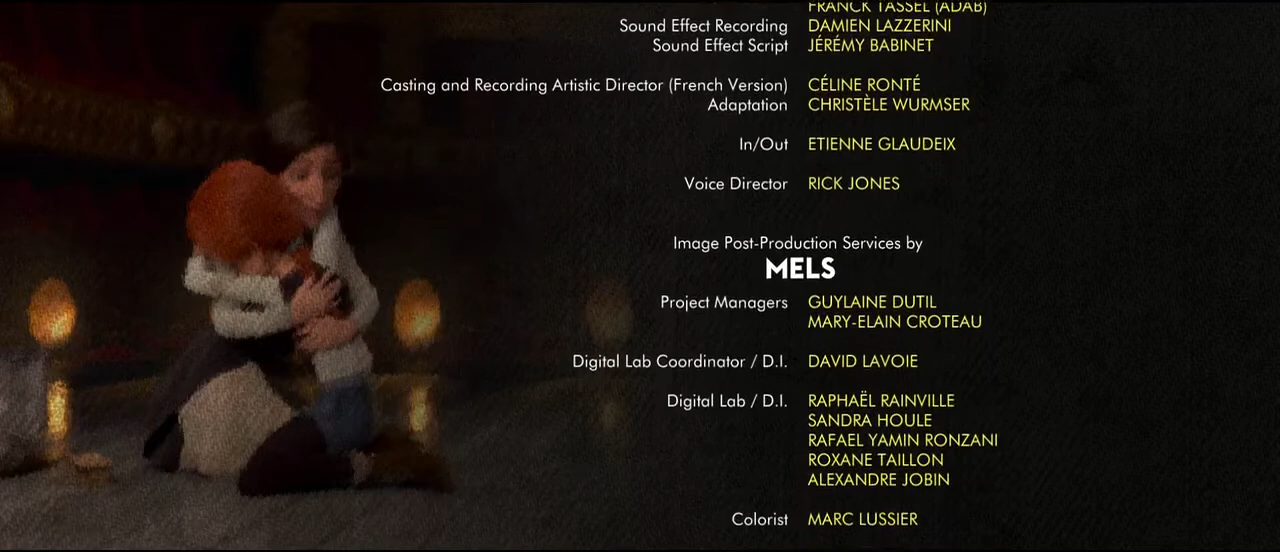 FRANCK TASSEL (ADAB)
Sound Effect Recording DAMIEN LAZZERINI
Sound Effect Script JÉRÉMY BABINET
Casting and Recording Artistic Director (French Version) CÉLINE RONTÉ
Adaptation CHRISTÈLE WURMSER
In/Out ETIENNE GLAUDEIX
Voice Director RICK JONES
Image Post-Production Services by
MELS
Project Managers GUYLAINE DUTIL
MARY-ELAIN CROTEAU
Digital Lab Coordinator / D.I. DAVID LAVOIE
Digital Lab / D.I. RAPHAËL RAINVILLE
SANDRA HOULE
RAFAEL YAMIN RONZANI
ROXANE TAILLON
ALEXANDRE JOBIN
Colorist MARC LUSSIER